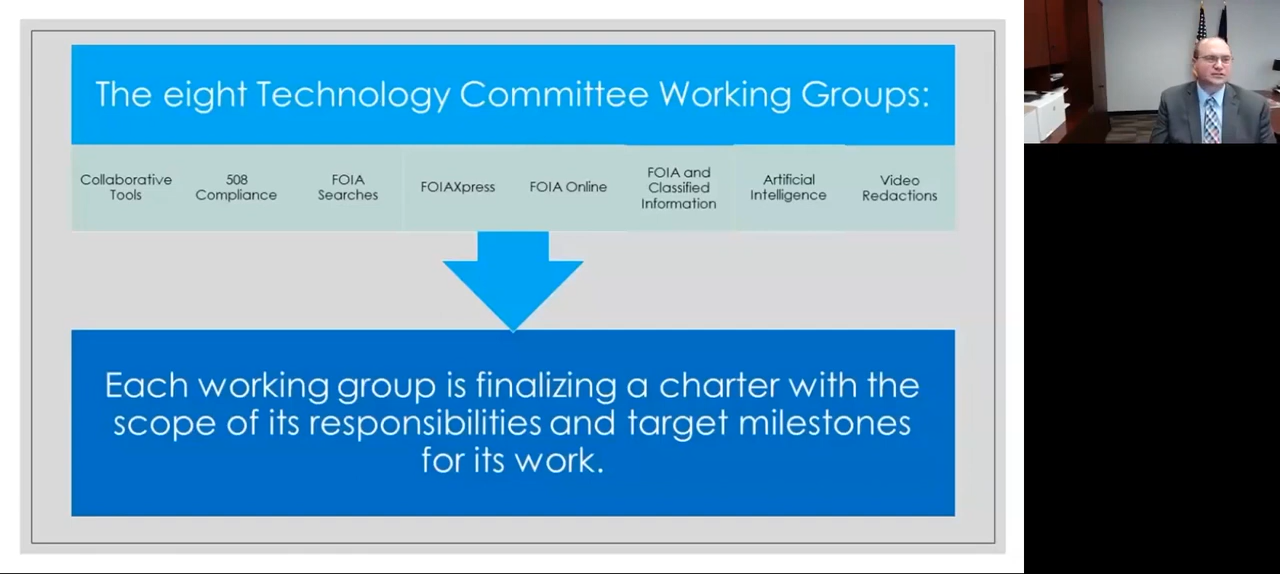 The eight Technology Committee Working Groups:
Collaborative
Tools
508
Compliance
FOIA
Searches
FOIAXpress
FOIA Online
FOIA and
Classified
Information
Artificial
Intelligence
Video
Redactions
Each working group is finalizing a charter with the
scope of its responsibilities and target milestones
for its work.